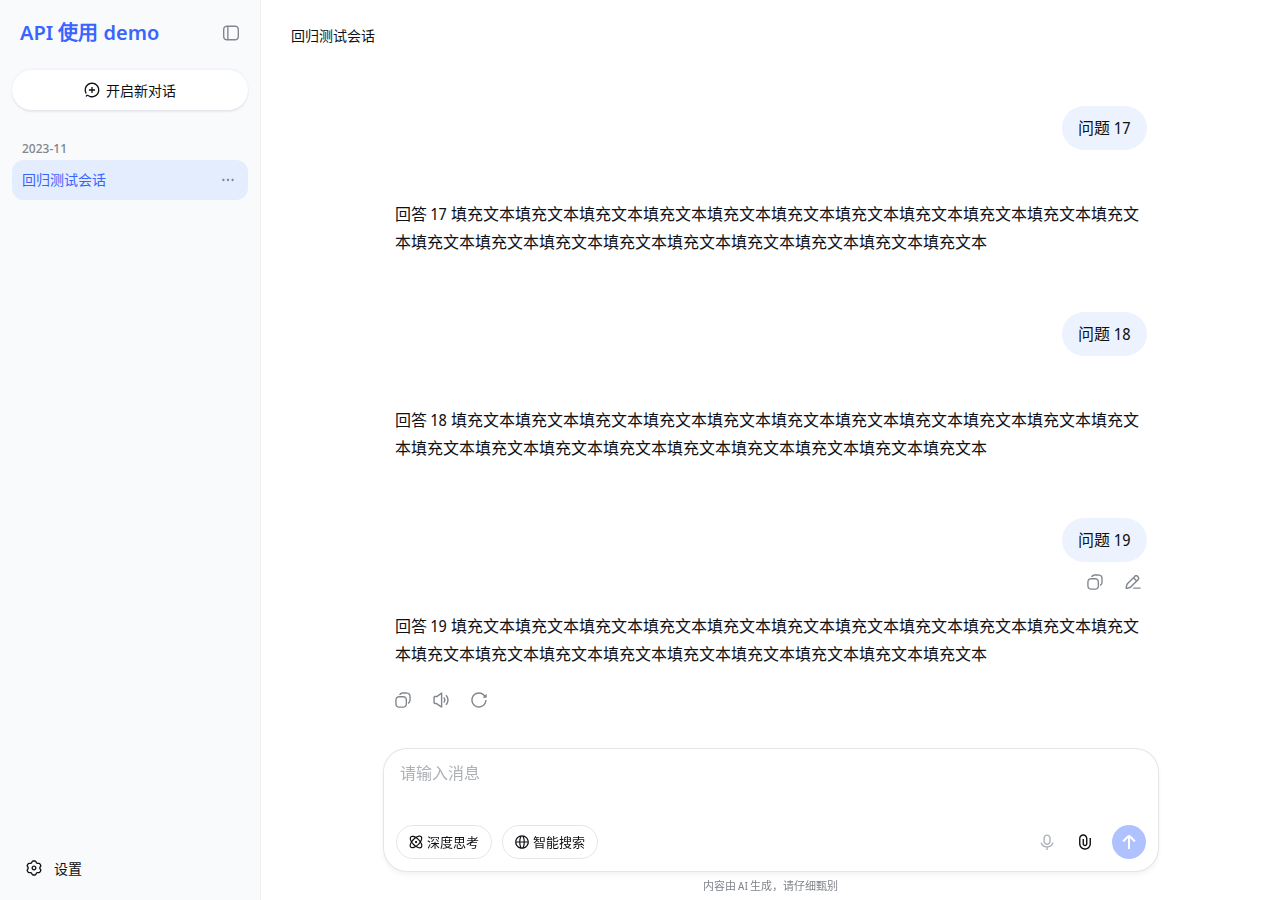 API 使用 demo
开启新对话
2023-11
回归测试会话
设置
回归测试会话
问题 17
回答 17 填充文本填充文本填充文本填充文本填充文本填充文本填充文本填充文本填充文本填充文本填充文
本填充文本填充文本填充文本填充文本填充文本填充文本填充文本填充文本填充文本
问题 18
回答 18 填充文本填充文本填充文本填充文本填充文本填充文本填充文本填充文本填充文本填充文本填充文
本填充文本填充文本填充文本填充文本填充文本填充文本填充文本填充文本填充文本
问题 19
回答 19 填充文本填充文本填充文本填充文本填充文本填充文本填充文本填充文本填充文本填充文本填充文
本填充文本填充文本填充文本填充文本填充文本填充文本填充文本填充文本填充文本
请输入消息
深度思考
智能搜索
内容由 AI 生成，请仔细甄别